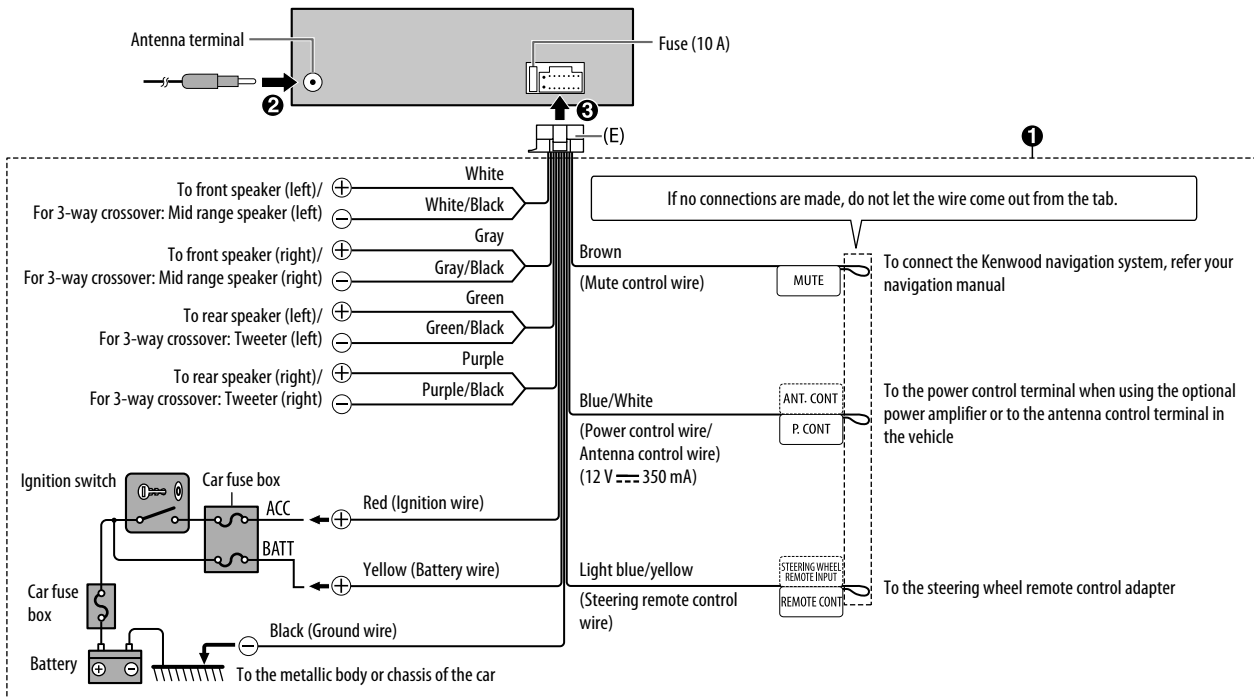 Antenna terminal
Fuse (10 A)
❷
❸
(E)
❶
To front speaker (left)/
For 3-way crossover: Mid range speaker (left)
+
−
White
White/Black
To front speaker (right)/
For 3-way crossover: Mid range speaker (right)
+
−
Gray
Gray/Black
To rear speaker (left)/
For 3-way crossover: Tweeter (left)
+
−
Green
Green/Black
To rear speaker (right)/
For 3-way crossover: Tweeter (right)
+
−
Purple
Purple/Black
If no connections are made, do not let the wire come out from the tab.
Brown
(Mute control wire)
MUTE
To connect the Kenwood navigation system, refer your
navigation manual
Blue/White
(Power control wire/
Antenna control wire)
(12 V ⎓ 350 mA)
ANT. CONT
P. CONT
To the power control terminal when using the optional
power amplifier or to the antenna control terminal in
the vehicle
Light blue/yellow
(Steering remote control
wire)
STEERING WHEEL
REMOTE INPUT
REMOTE CONT
To the steering wheel remote control adapter
Ignition switch
Car fuse box
ACC
+
Red (Ignition wire)
BATT
+
Yellow (Battery wire)
Car fuse
box
−
Black (Ground wire)
Battery
+
−
To the metallic body or chassis of the car